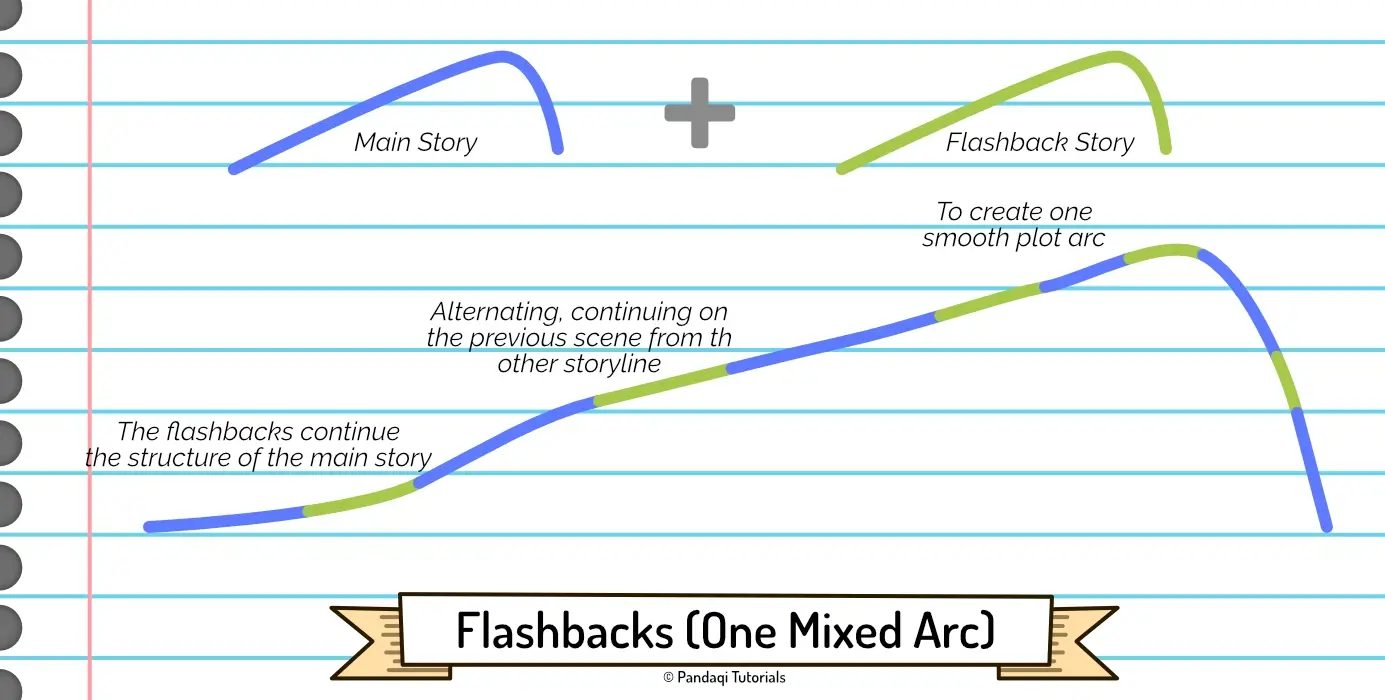 Main Story
Flashback Story
To create one
smooth plot arc
Alternating, continuing on
the previous scene from th
other storyline
The flashbacks continue
the structure of the main story
Flashbacks (One Mixed Arc)
© Pandaqi Tutorials